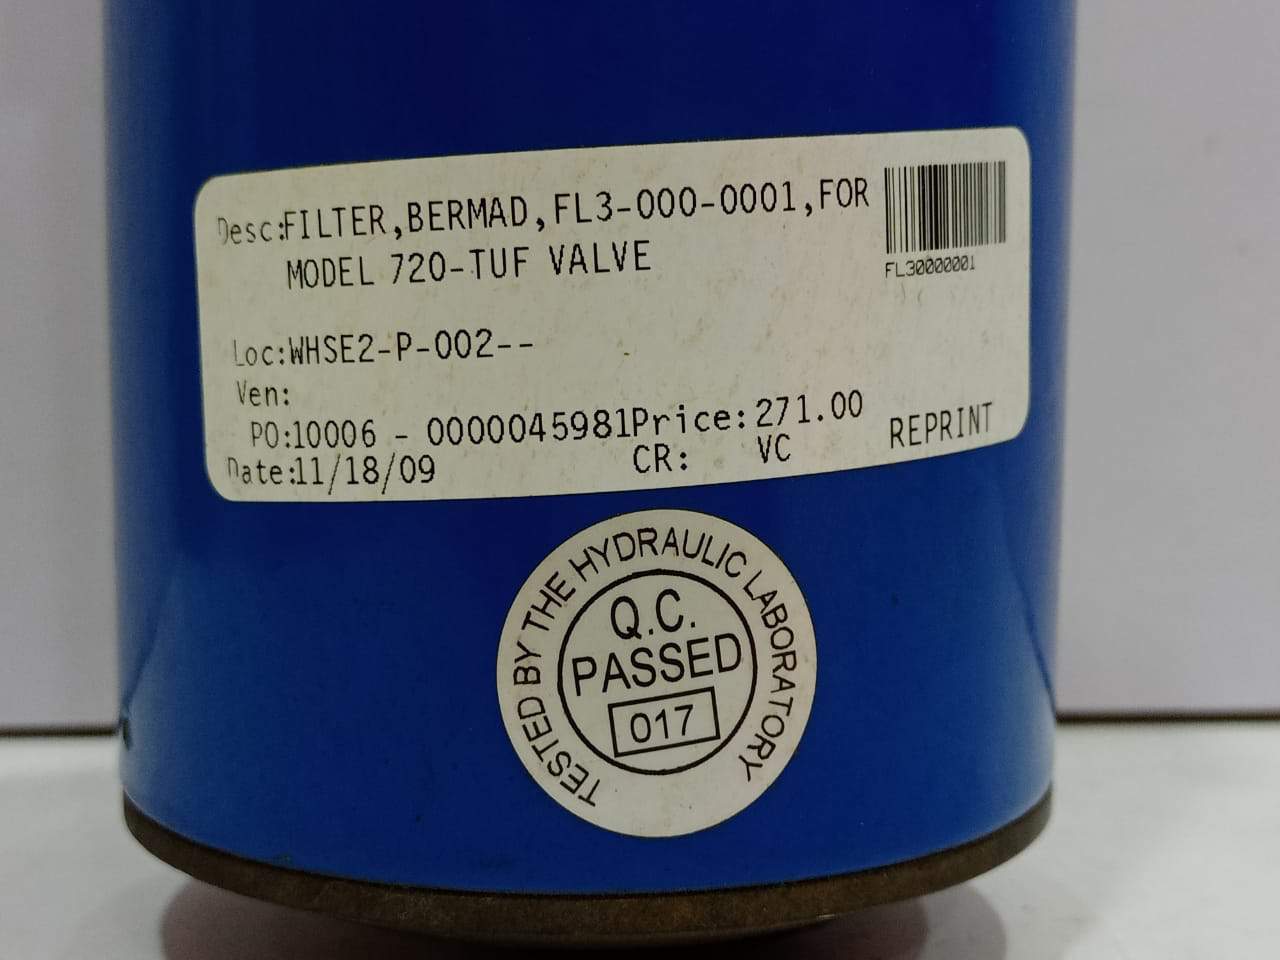 Desc:FILTER,BERMAD,FL3-000-0001,FOR
MODEL 720-TUF VALVE
FL30000001
Loc:WHSE2-P-002--
Ven:
PO:10006 - 0000045981Price:271.00
Date:11/18/09
CR: VC
REPRINT
TESTED BY THE HYDRAULIC LABORATORY
Q.C.
PASSED
017